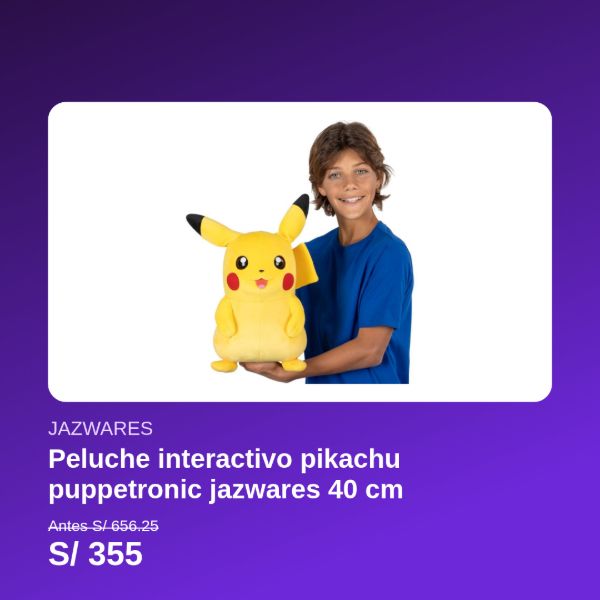 JAZWARES
Peluche interactivo pikachu
puppetronic jazwares 40 cm
Antes S/ 656.25
S/ 355